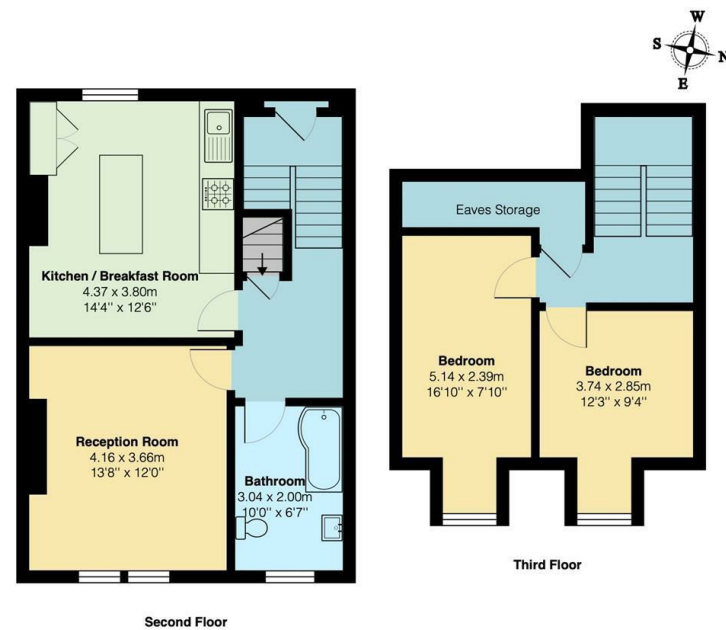 W
S
N
E
Kitchen / Breakfast Room
4.37 x 3.80m
14'4'' x 12'6''
Reception Room
4.16 x 3.66m
13'8'' x 12'0''
Bathroom
3.04 x 2.00m
10'0'' x 6'7''
Second Floor
Eaves Storage
Bedroom
5.14 x 2.39m
16'10'' x 7'10''
Bedroom
3.74 x 2.85m
12'3'' x 9'4''
Third Floor